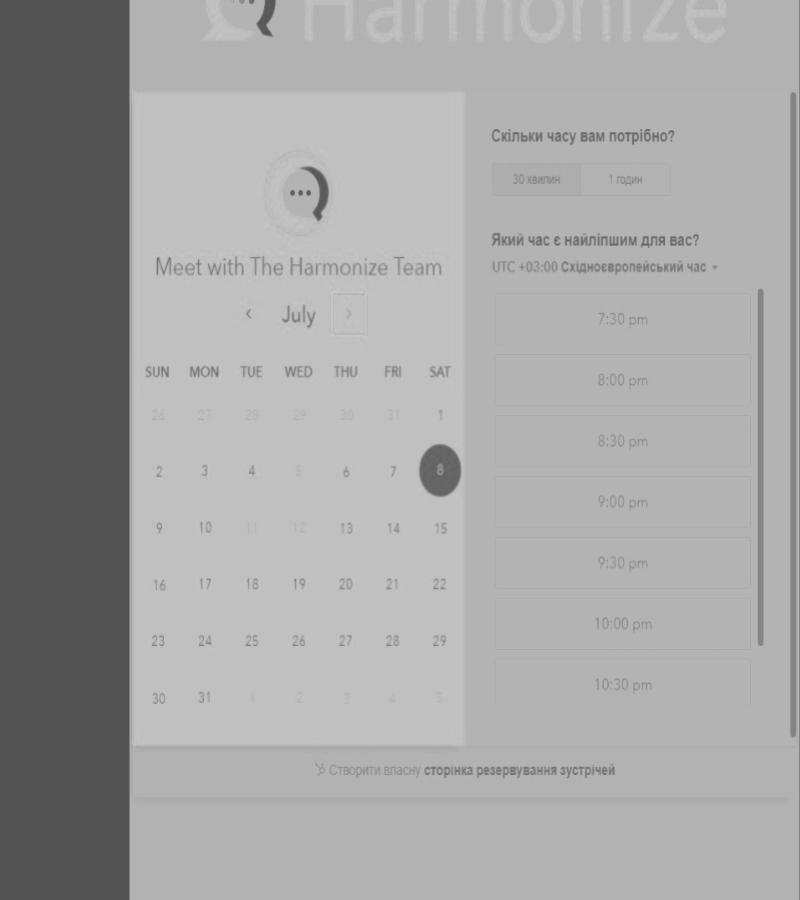 Harmonize
Meet with The Harmonize Team
July
SUN MON TUE WED THU FRI SAT
26 27 28 29 30 31 1
2 3 4 5 6 7 8
9 10 11 12 13 14 15
16 17 18 19 20 21 22
23 24 25 26 27 28 29
30 31 1 2 3 4 5
Скільки часу вам потрібно?
30 хвилин 1 годин
Який час є найліпшим для вас?
UTC +03:00 Східноєвропейський час
7:30 pm
8:00 pm
8:30 pm
9:00 pm
9:30 pm
10:00 pm
10:30 pm
Створити власну сторінка резервування зустрічей